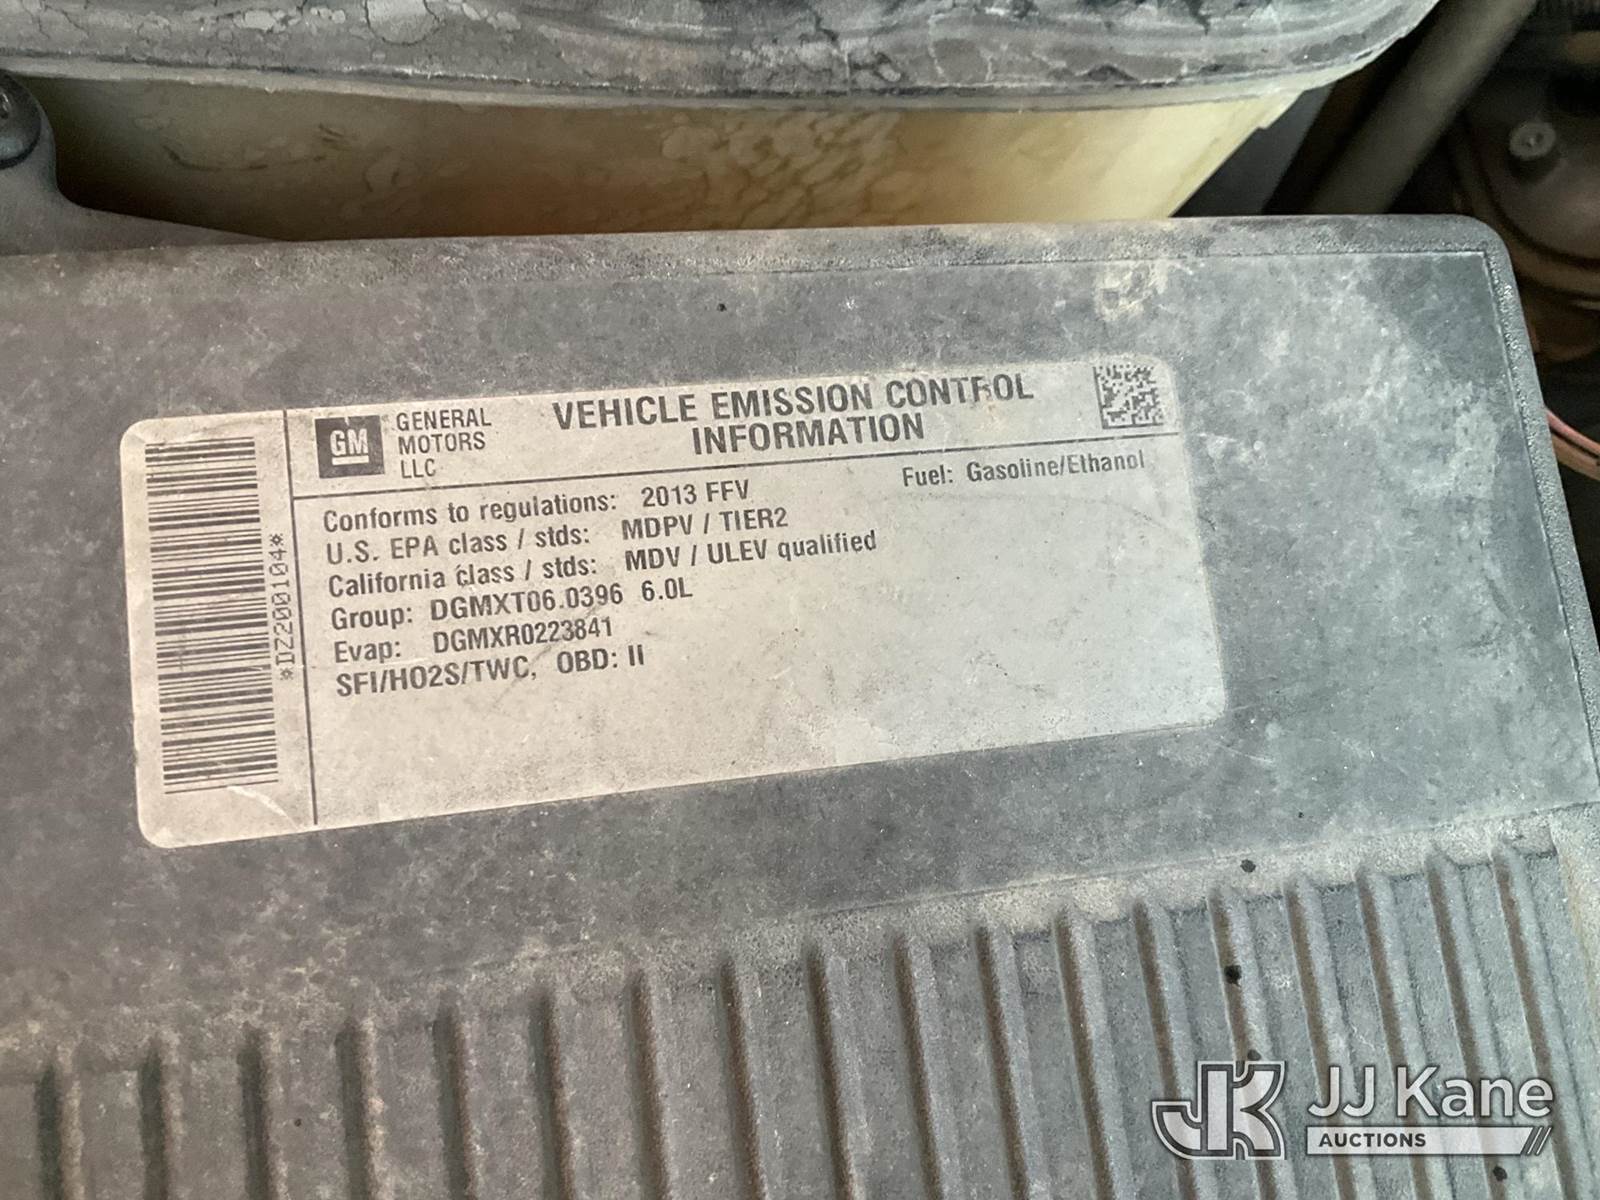 GM
GENERAL
MOTORS
LLC
VEHICLE EMISSION CONTROL
INFORMATION
Conforms to regulations: 2013 FFV
Fuel: Gasoline/Ethanol
U.S. EPA class / stds: MDPV / TIER2
California class / stds: MDV / ULEV qualified
Group: DGMXT06.0396 6.0L
Evap: DGMXR0223841
SFI/HO2S/TWC, OBD: II
*DZ200104*
JK
JJ Kane
AUCTIONS